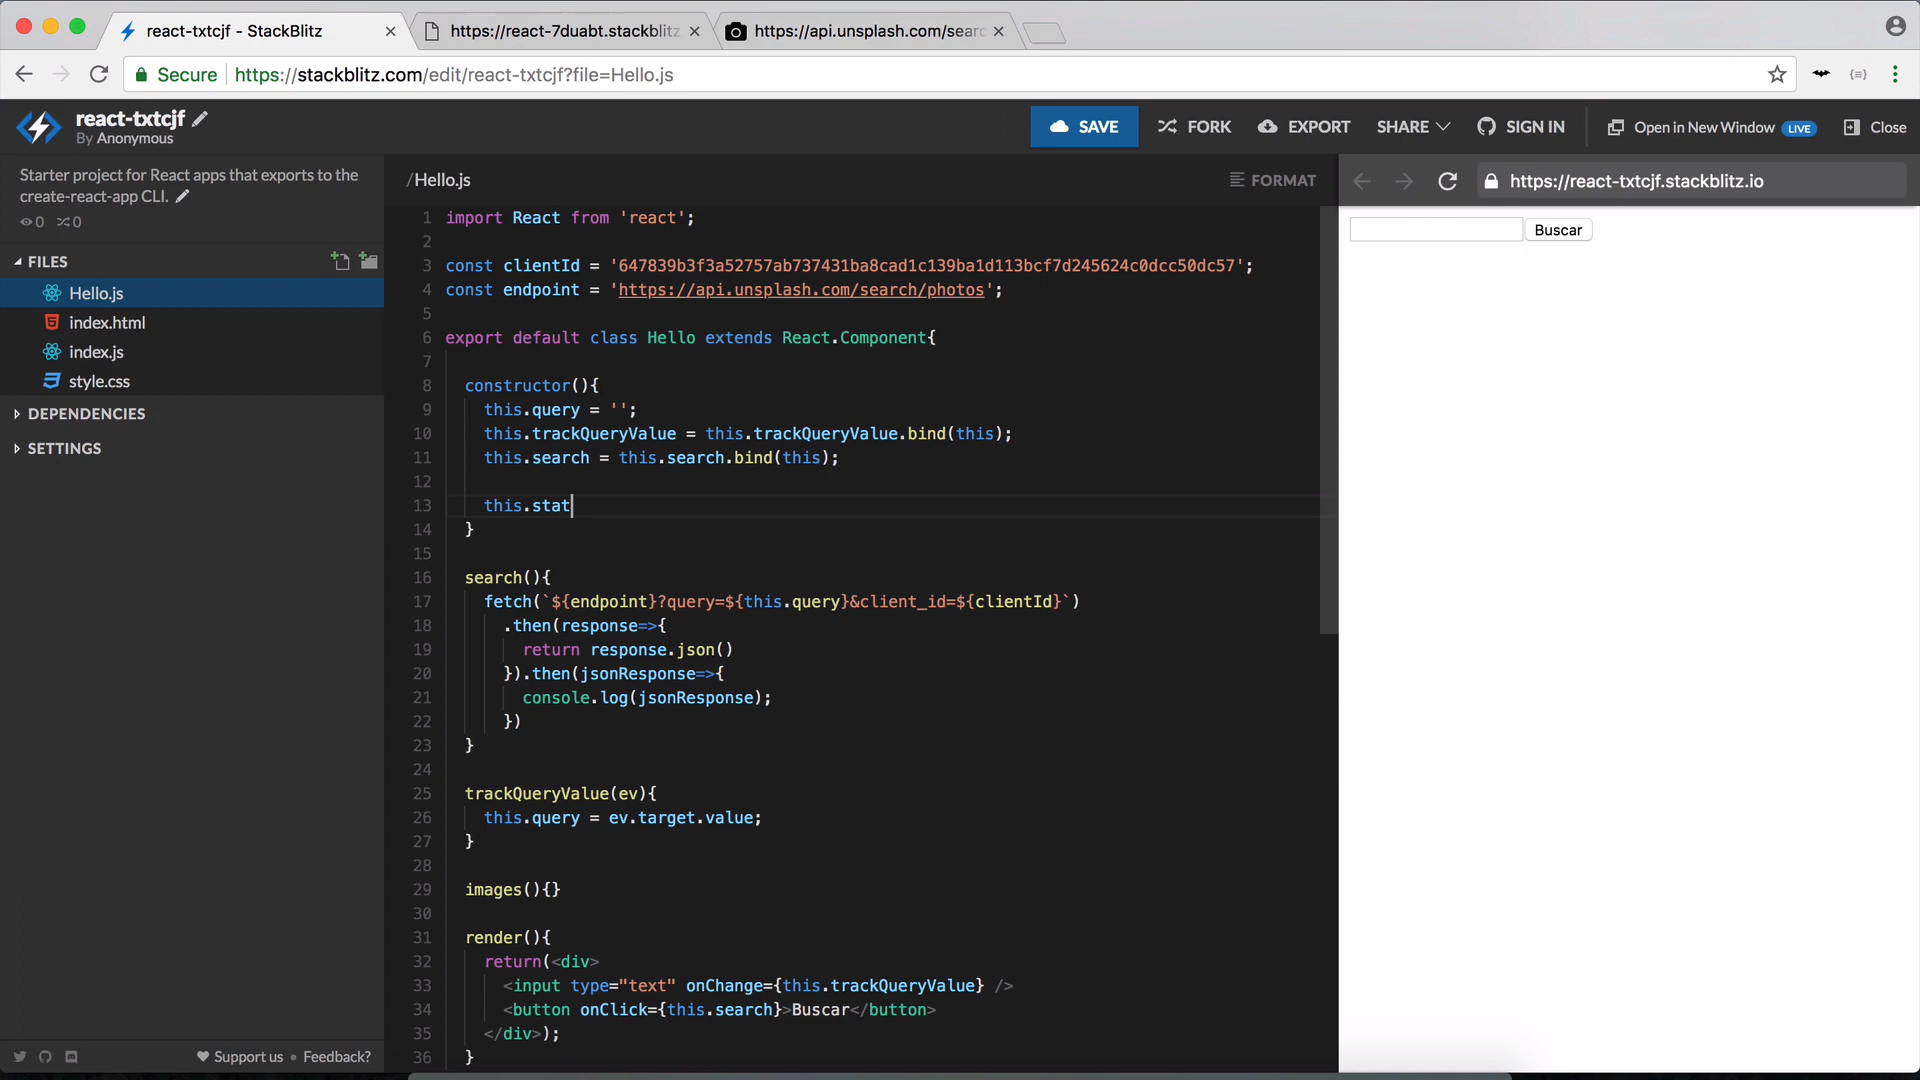 react-txtcjf - StackBlitz
https://react-7duabt.stackblitz
https://api.unsplash.com/sear
Secure
https://stackblitz.com/edit/react-txtcjf?file=Hello.js
react-txtcjf
By Anonymous
SAVE
FORK
EXPORT
SHARE
SIGN IN
Open in New Window LIVE
Close
Starter project for React apps that exports to the
create-react-app CLI.
0 0
FILES
Hello.js
index.html
index.js
style.css
DEPENDENCIES
SETTINGS
Support us • Feedback?
/Hello.js
FORMAT
1 import React from 'react';
2
3 const clientId = '647839b3f3a52757ab737431ba8cad1c139ba1d113bcf7d245624c0dcc50dc57';
4 const endpoint = 'https://api.unsplash.com/search/photos';
5
6 export default class Hello extends React.Component{
7
8 constructor(){
9 this.query = '';
10 this.trackQueryValue = this.trackQueryValue.bind(this);
11 this.search = this.search.bind(this);
12
13 this.stat
14 }
15
16 search(){
17 fetch(`${endpoint}?query=${this.query}&client_id=${clientId}`)
18 .then(response=>{
19 return response.json()
20 }).then(jsonResponse=>{
21 console.log(jsonResponse);
22 })
23 }
24
25 trackQueryValue(ev){
26 this.query = ev.target.value;
27 }
28
29 images(){}
30
31 render(){
32 return(<div>
33 <input type="text" onChange={this.trackQueryValue} />
34 <button onClick={this.search}>Buscar</button>
35 </div>);
36 }
https://react-txtcjf.stackblitz.io
Buscar